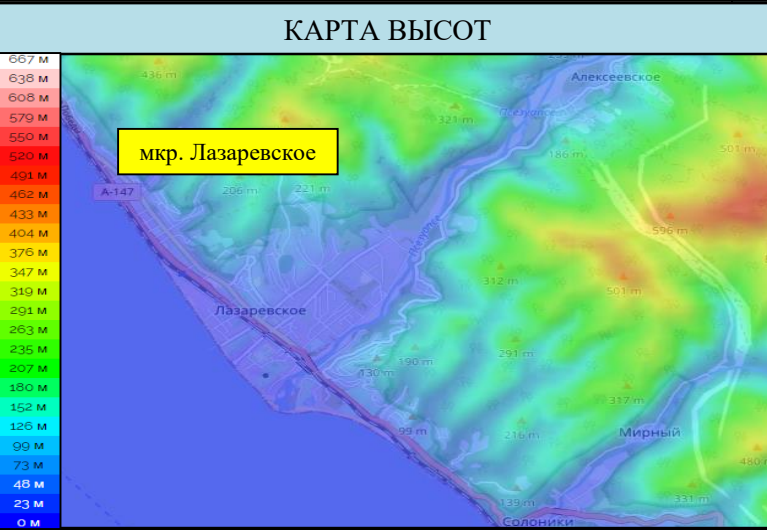 КАРТА ВЫСОТ
667 м
638 м
608 м
579 м
550 м
520 м
491 м
462 м
433 м
404 м
376 м
347 м
319 м
291 м
263 м
235 м
207 м
180 м
152 м
126 м
99 м
73 м
48 м
23 м
0 м
436 m
Алексеевское
321 m
Псезуапсе
мкр. Лазаревское
186 m
501 m
А-147
206 m
221 m
596 m
Псезуапсе
312 m
501 m
Лазаревское
291 m
190 m
130 m
317 m
99 m
216 m
Мирный
480 m
139 m
331 m
Солоники